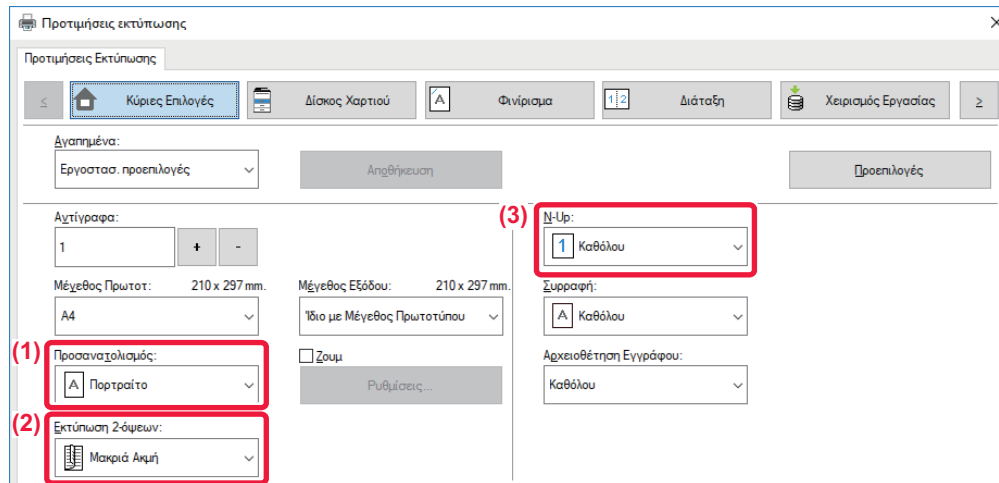 Προτιμήσεις εκτύπωσης
Προτιμήσεις Εκτύπωσης
< Κύριες Επιλογές Δίσκος Χαρτιού A Φινίρισμα 1 2 Διάταξη Χειρισμός Εργασίας >
Αγαπημένα:
Εργοστασ. προεπιλογές Αποθήκευση Προεπιλογές
Αντίγραφα: (3) N-Up:
1 + - 1 Καθόλου
Μέγεθος Πρωτοτ: 210 x 297 mm. Μέγεθος Εξόδου: 210 x 297 mm. Συρραφή:
A4 Ίδιο με Μέγεθος Πρωτοτύπου A Καθόλου
(1) Προσανατολισμός: Ζουμ Αρχειοθέτηση Εγγράφου:
A Πορτραίτο Ρυθμίσεις... Καθόλου
(2) Εκτύπωση 2-όψεων:
Μακριά Ακμή